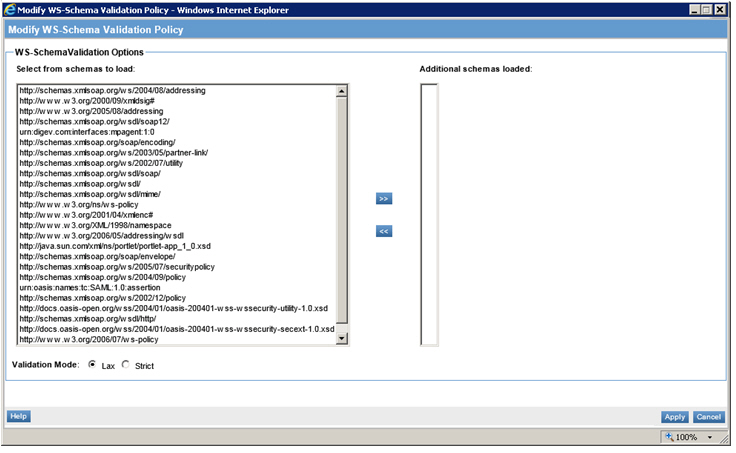 Modify WS-Schema Validation Policy - Windows Internet Explorer
Modify WS-Schema Validation Policy
WS-SchemaValidation Options
Select from schemas to load:
Additional schemas loaded:
http://schemas.xmlsoap.org/ws/2004/08/addressing
http://www.w3.org/2000/09/xmldsig#
http://www.w3.org/2005/08/addressing
http://schemas.xmlsoap.org/wsdl/soap12/
urn:digev.com:interfaces:mpagent:1:0
http://schemas.xmlsoap.org/soap/encoding/
http://schemas.xmlsoap.org/ws/2003/05/partner-link/
http://schemas.xmlsoap.org/ws/2002/07/utility
http://schemas.xmlsoap.org/wsdl/soap/
http://schemas.xmlsoap.org/wsdl/
http://schemas.xmlsoap.org/wsdl/mime/
http://www.w3.org/ns/ws-policy
http://www.w3.org/2001/04/xmlenc#
http://www.w3.org/XML/1998/namespace
http://www.w3.org/2006/05/addressing/wsdl
http://java.sun.com/xml/ns/portlet/portlet-app_1_0.xsd
http://schemas.xmlsoap.org/soap/envelope/
http://schemas.xmlsoap.org/ws/2005/07/securitypolicy
http://schemas.xmlsoap.org/ws/2004/09/policy
urn:oasis:names:tc:SAML:1.0:assertion
http://schemas.xmlsoap.org/ws/2002/12/policy
http://docs.oasis-open.org/wss/2004/01/oasis-200401-wss-wssecurity-utility-1.0.xsd
http://schemas.xmlsoap.org/wsdl/http/
http://docs.oasis-open.org/wss/2004/01/oasis-200401-wss-wssecurity-secext-1.0.xsd
http://www.w3.org/2006/07/ws-policy
>>
<<
Validation Mode: Lax Strict
Help
Apply Cancel
100%